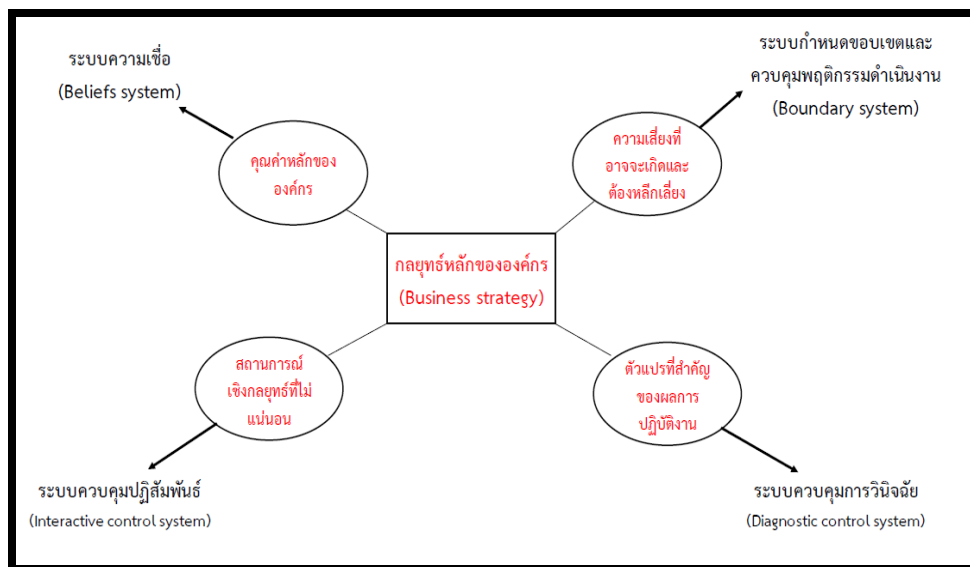 ระบบความเชื่อ
(Beliefs system)
ระบบกำหนดขอบเขตและ
ควบคุมพฤติกรรมดำเนินงาน
(Boundary system)
คุณค่าหลักของ
องค์กร
ความเสี่ยงที่
อาจจะเกิดและ
ต้องหลีกเลี่ยง
กลยุทธ์หลักขององค์กร
(Business strategy)
สถานการณ์
เชิงกลยุทธ์ที่ไม่
แน่นอน
ตัวแปรที่สำคัญ
ของผลการ
ปฏิบัติงาน
ระบบควบคุมปฏิสัมพันธ์
(Interactive control system)
ระบบควบคุมการวินิจฉัย
(Diagnostic control system)